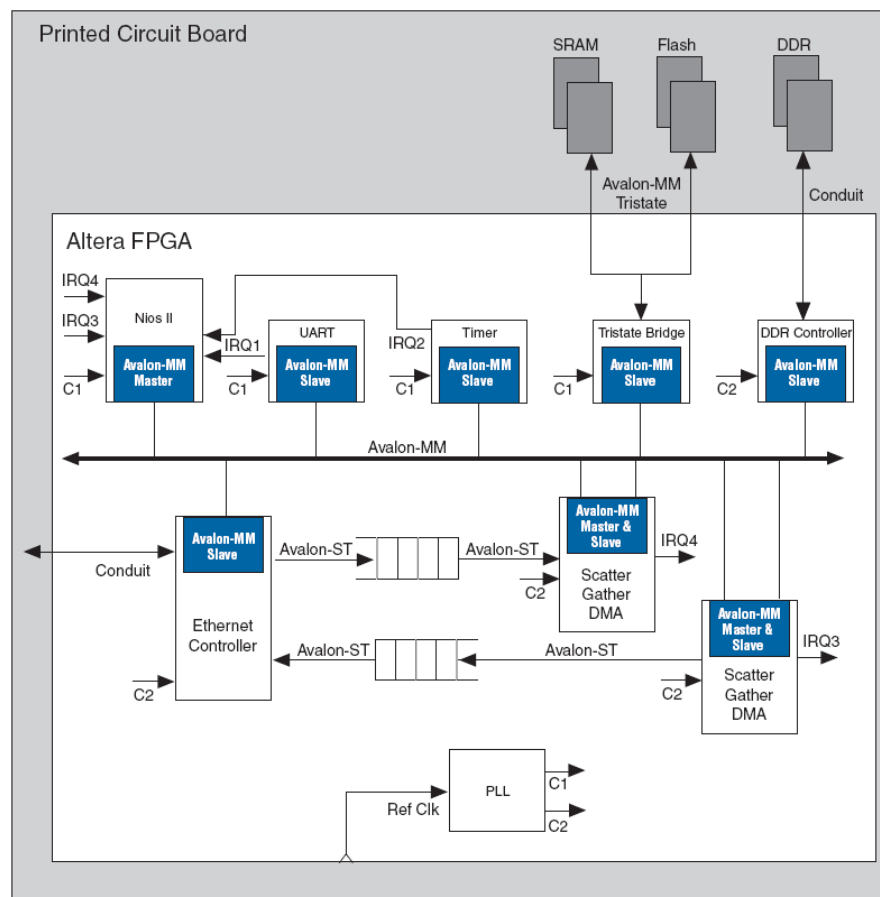 Printed Circuit Board
SRAM
Flash
DDR
Avalon-MM
Tristate
Conduit
Altera FPGA
IRQ4
IRQ3
C1
Nios II
Avalon-MM
Master
IRQ1
C1
UART
Avalon-MM
Slave
IRQ2
C1
Timer
Avalon-MM
Slave
C1
Tristate Bridge
Avalon-MM
Slave
C2
DDR Controller
Avalon-MM
Slave
Avalon-MM
Conduit
Avalon-MM
Slave
Ethernet
Controller
C2
Avalon-ST
Avalon-ST
C2
Avalon-MM
Master &
Slave
Scatter
Gather
DMA
IRQ4
Avalon-ST
Avalon-ST
C2
Avalon-MM
Master &
Slave
Scatter
Gather
DMA
IRQ3
Ref Clk
PLL
C1
C2